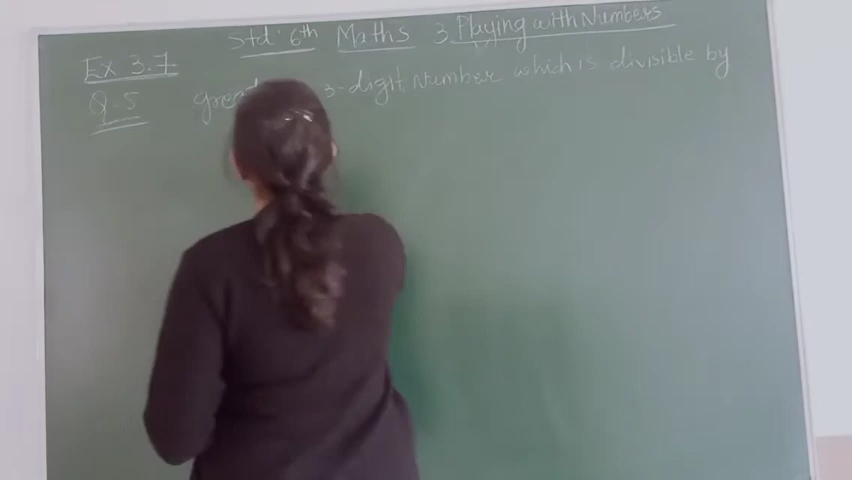 Std: 6th Maths 3. Playing with Numbers
Ex 3.7
Q-5 3-digit Number which is divisible by